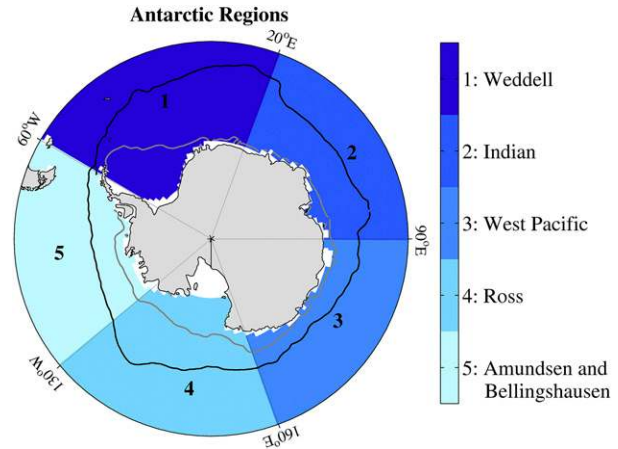 Antarctic Regions
20°E
1
60°W
2
90°E
5
3
130°W
4
160°E
1: Weddell
2: Indian
3: West Pacific
4: Ross
5: Amundsen and
Bellingshausen